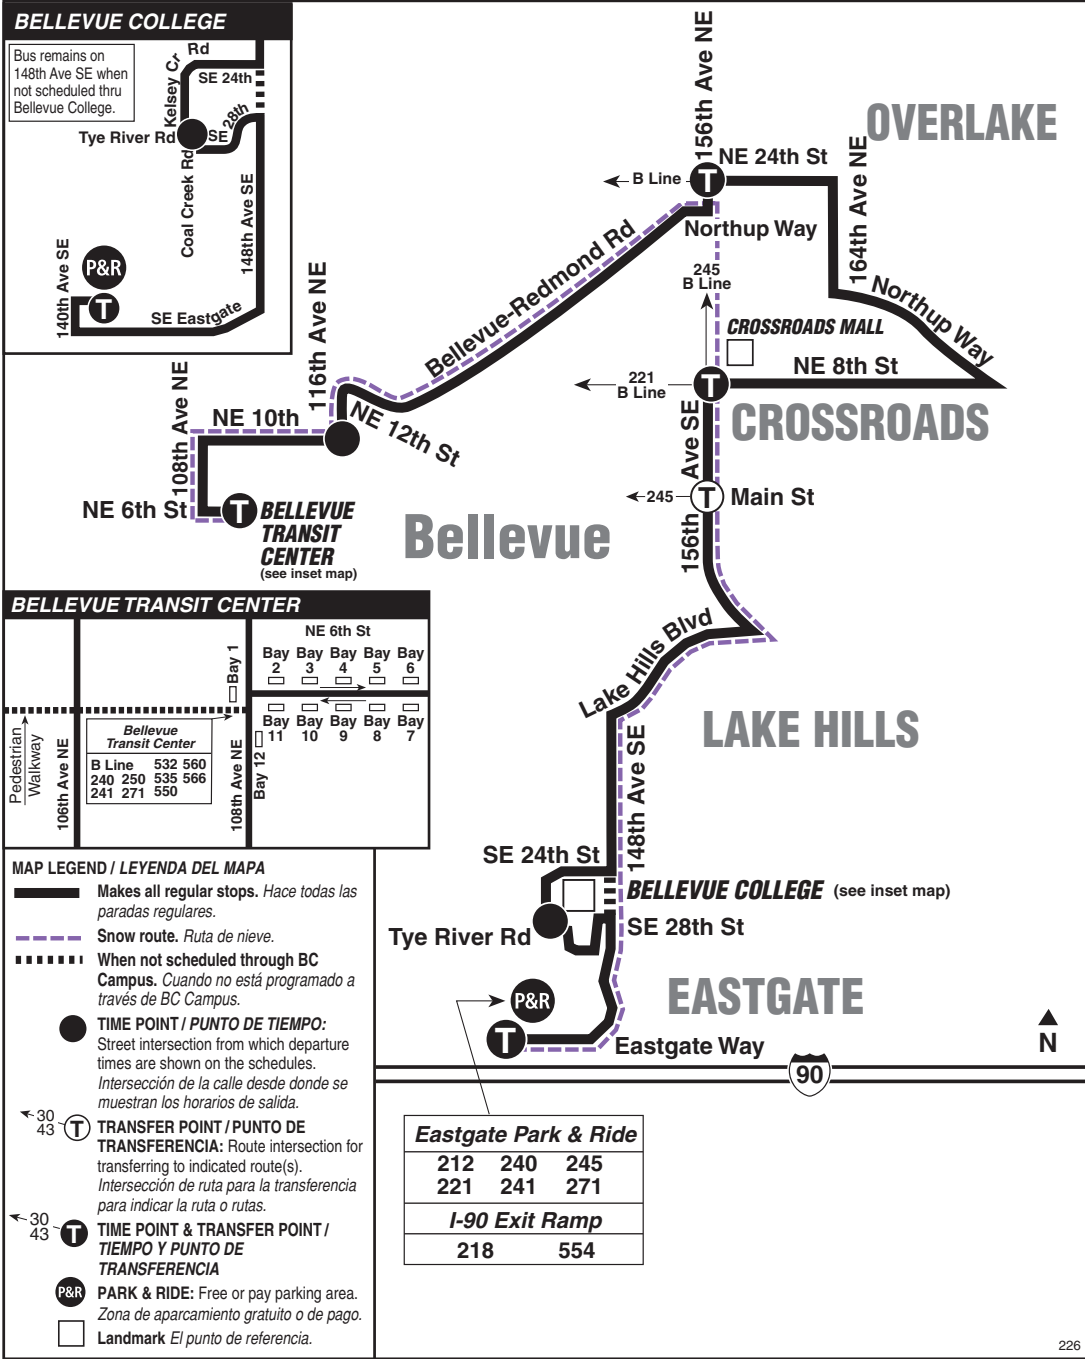 BELLEVUE COLLEGE
Bus remains on
148th Ave SE when
not scheduled thru
Bellevue College.
Kelsey Cr
Rd
SE 24th
Tye River Rd
SE
28th
Coal Creek Rd
148th Ave SE
140th Ave SE
P&R
T
SE Eastgate
156th Ave NE
OVERLAKE
NE 24th St
B Line
T
164th Ave NE
Northup Way
Bellevue-Redmond Rd
245
B Line
Northup Way
CROSSROADS MALL
116th Ave NE
NE 8th St
221
B Line
T
108th Ave NE
NE 10th
NE 12th St
CROSSROADS
156th
Ave SE
245
T
Main St
NE 6th St
T
BELLEVUE
TRANSIT
CENTER
(see inset map)
Bellevue
BELLEVUE TRANSIT CENTER
NE 6th St
Bay 1
Bay Bay Bay Bay Bay
2 3 4 5 6
Bay Bay Bay Bay Bay
11 10 9 8 7
Bay 12
Pedestrian
Walkway
106th Ave NE
108th Ave NE
Bellevue
Transit Center
B Line 532 560
240 250 535 566
241 271 550
Lake Hills Blvd
LAKE HILLS
148th Ave SE
SE 24th St
BELLEVUE COLLEGE (see inset map)
Tye River Rd
SE 28th St
P&R
EASTGATE
T
Eastgate Way
N
90
MAP LEGEND / LEYENDA DEL MAPA
Makes all regular stops. Hace todas las
paradas regulares.
Snow route. Ruta de nieve.
When not scheduled through BC
Campus. Cuando no está programado a
través de BC Campus.
TIME POINT / PUNTO DE TIEMPO:
Street intersection from which departure
times are shown on the schedules.
Intersección de la calle desde donde se
muestran los horarios de salida.
30
43
T
TRANSFER POINT / PUNTO DE
TRANSFERENCIA: Route intersection for
transferring to indicated route(s).
Intersección de ruta para la transferencia
para indicar la ruta o rutas.
30
43
T
TIME POINT & TRANSFER POINT /
TIEMPO Y PUNTO DE
TRANSFERENCIA
P&R
PARK & RIDE: Free or pay parking area.
Zona de aparcamiento gratuito o de pago.
Landmark El punto de referencia.
Eastgate Park & Ride
212 240 245
221 241 271
I-90 Exit Ramp
218 554
226